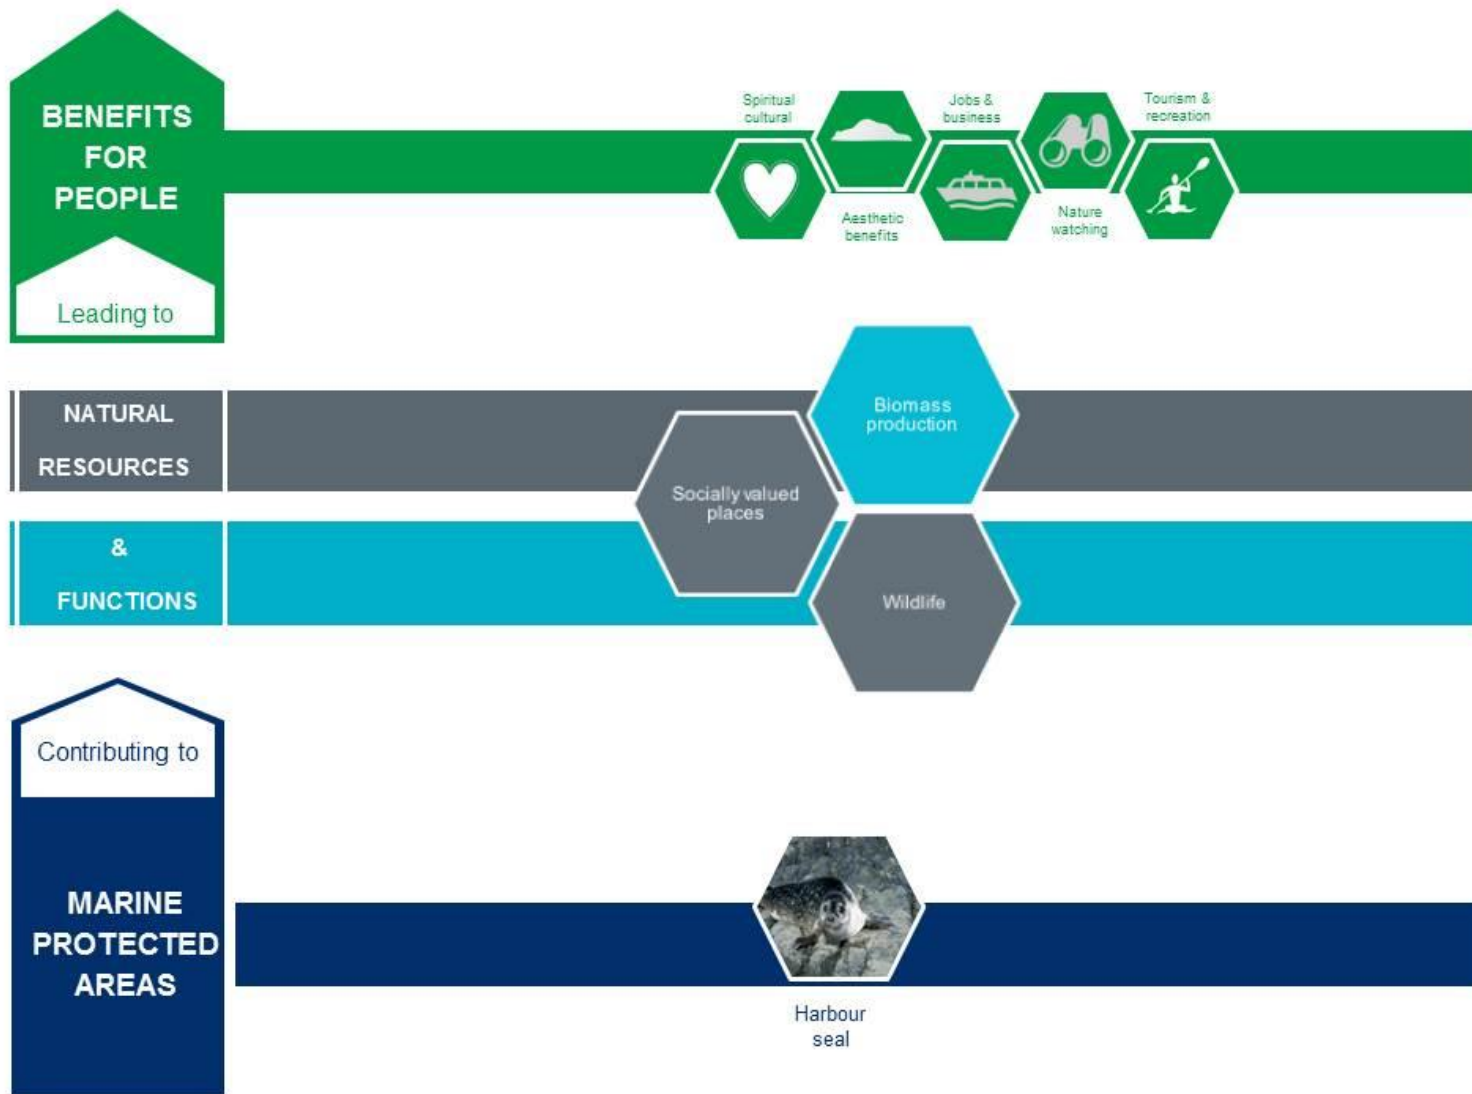 BENEFITS
FOR
PEOPLE
Leading to
Spiritual
cultural
Aesthetic
benefits
Jobs &
business
Nature
watching
Tourism &
recreation
NATURAL
RESOURCES
&
FUNCTIONS
Biomass
production
Socially valued
places
Wildlife
Contributing to
MARINE
PROTECTED
AREAS
Harbour
seal